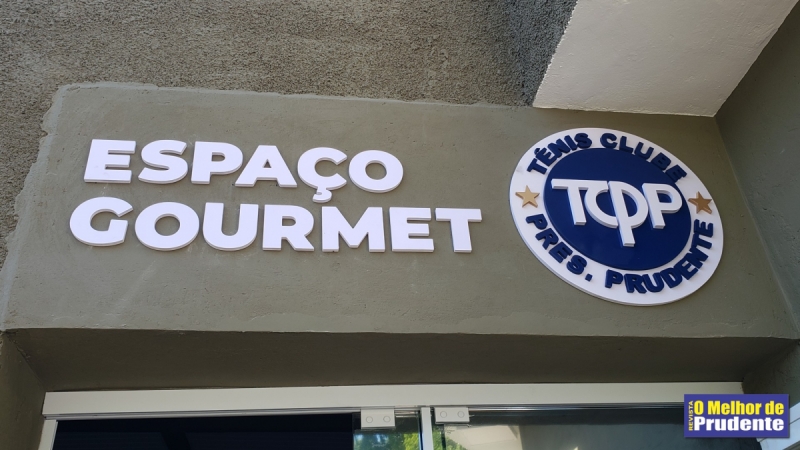 ESPAÇO
GOURMET
TÊNIS CLUBE
TCPP
PRES. PRUDENTE
REVISTA
O Melhor de
Prudente